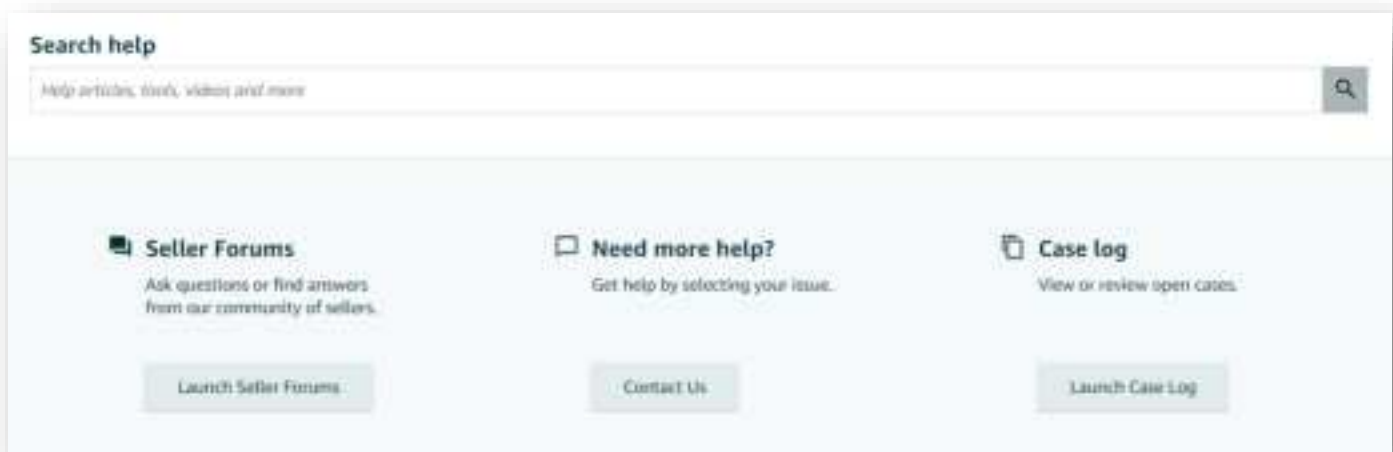 Search help
Help articles, tools, videos and more
Seller Forums
Ask questions or find answers
from our community of sellers.
Launch Seller Forums
Need more help?
Get help by selecting your issue.
Contact Us
Case log
View or review open cases.
Launch Case Log